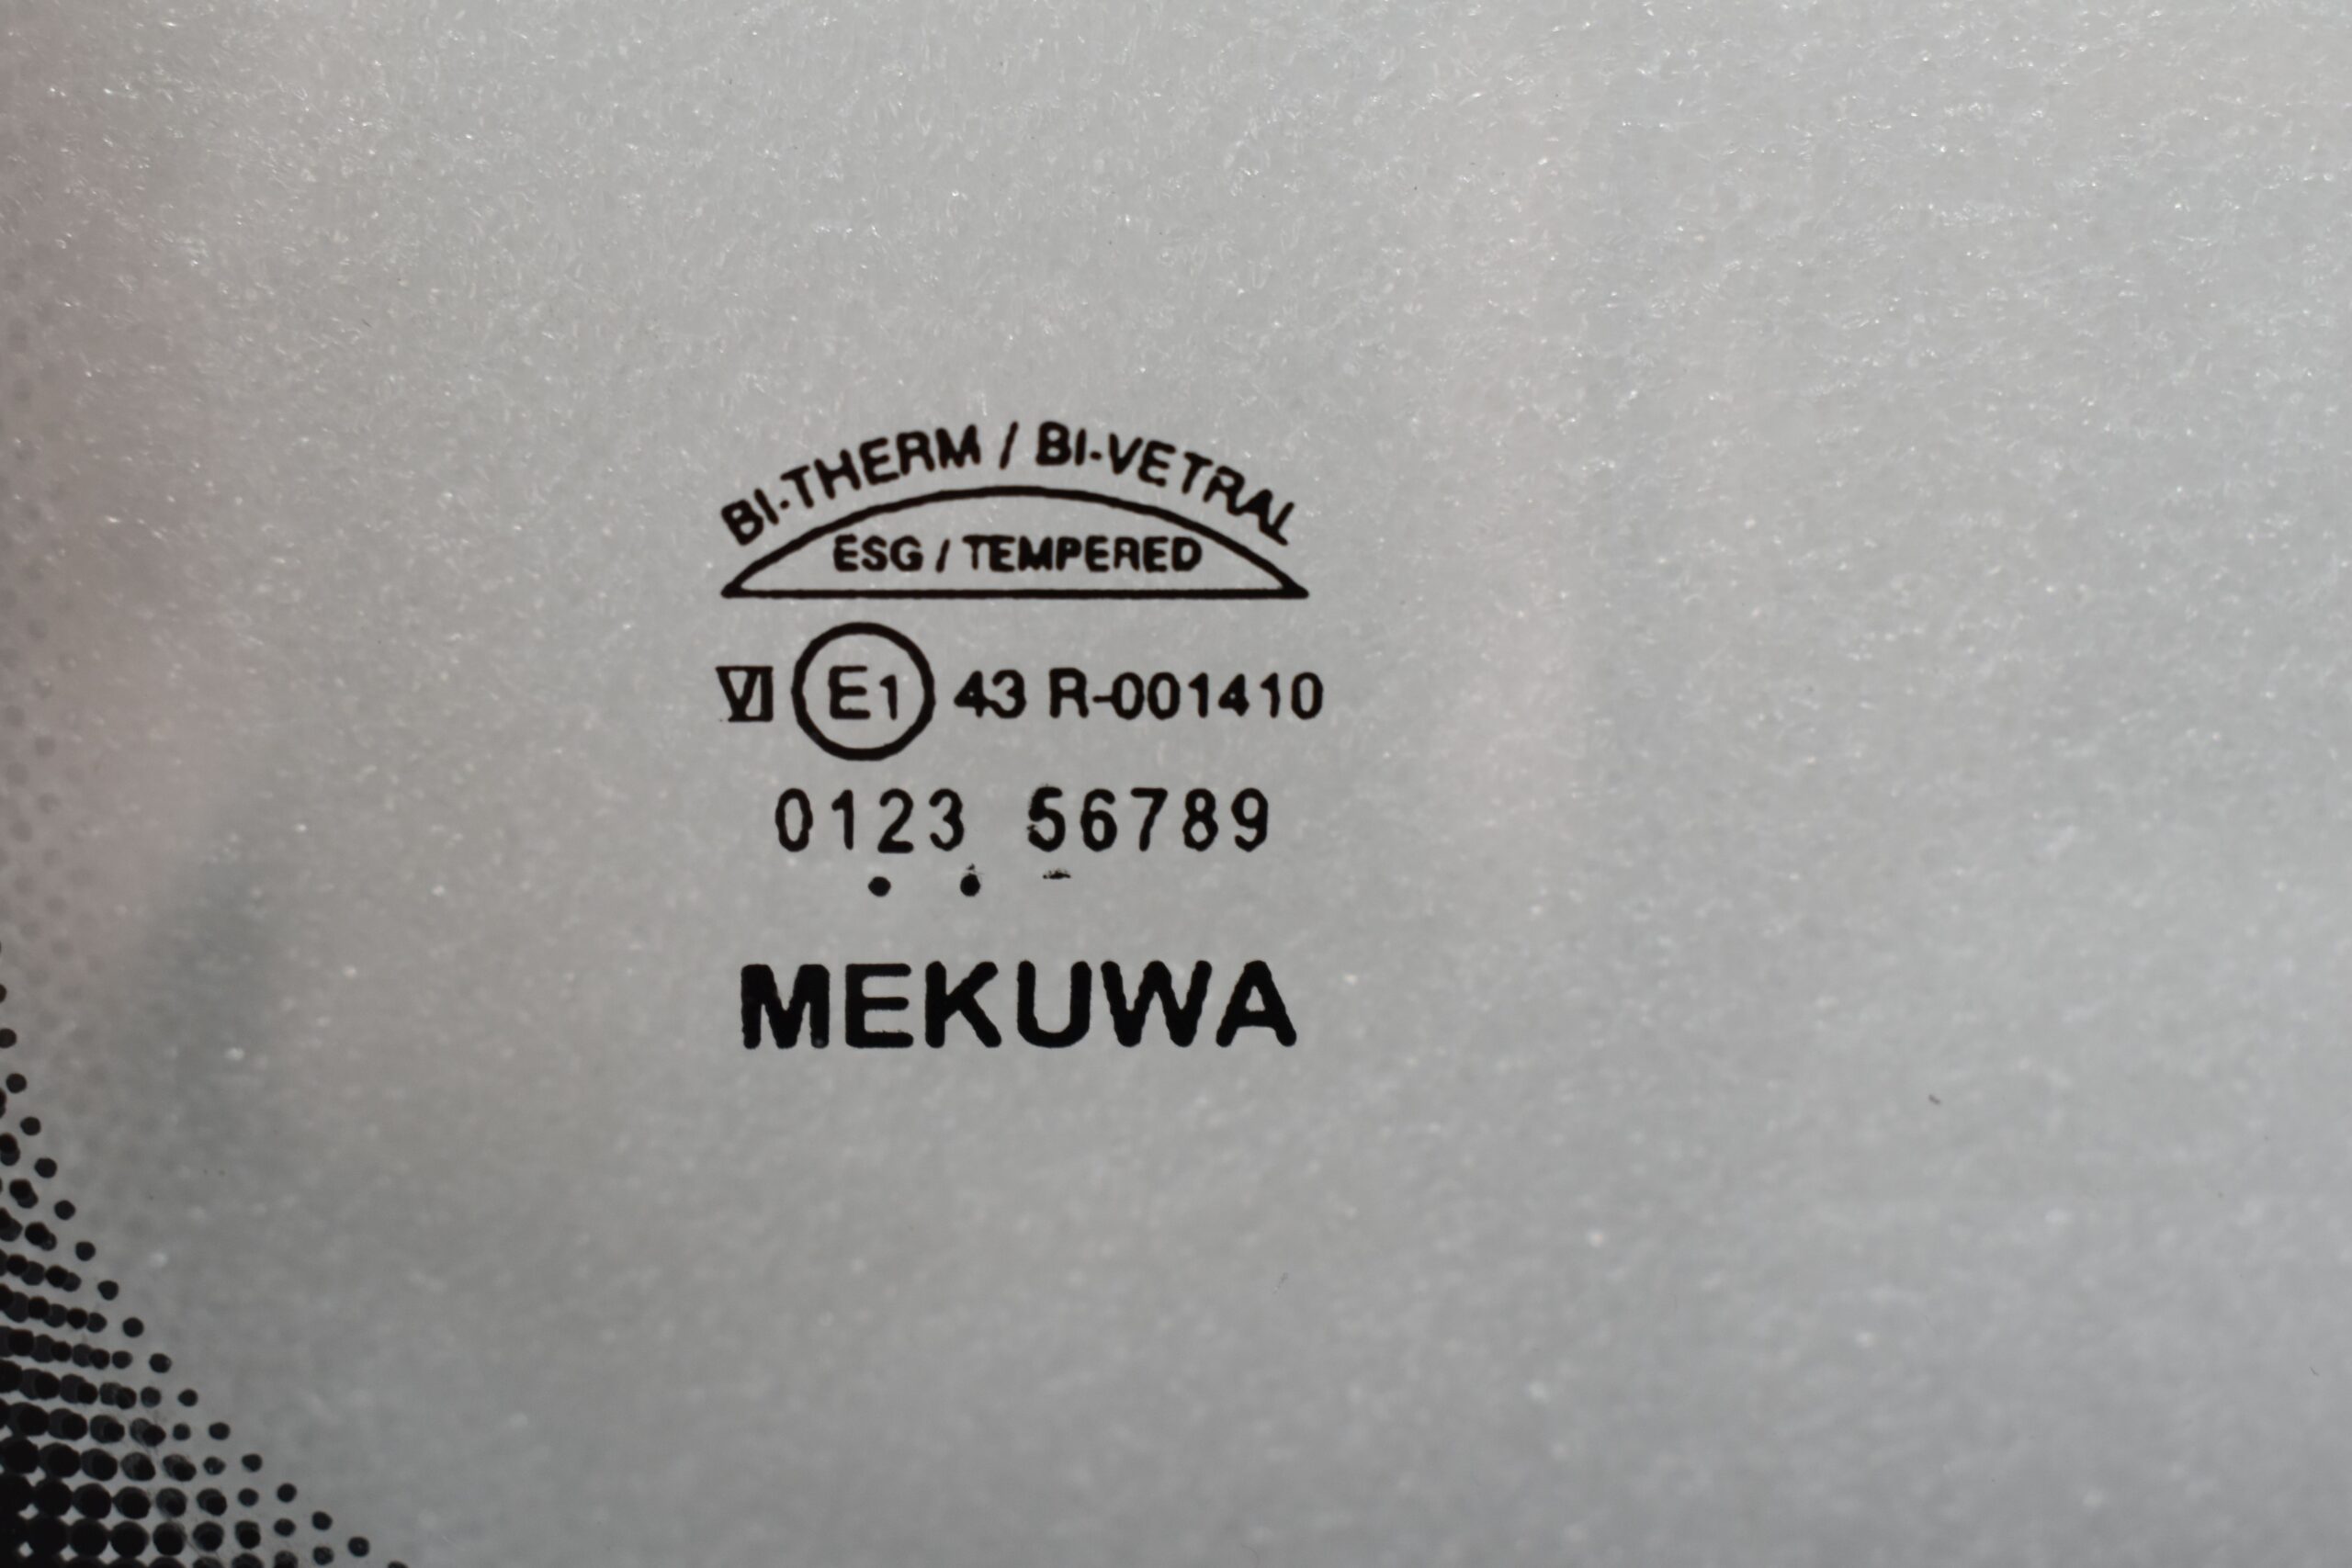 BI-THERM / BI-VETRAL
ESG / TEMPERED
VI E1 43 R-001410
0123 56789
MEKUWA